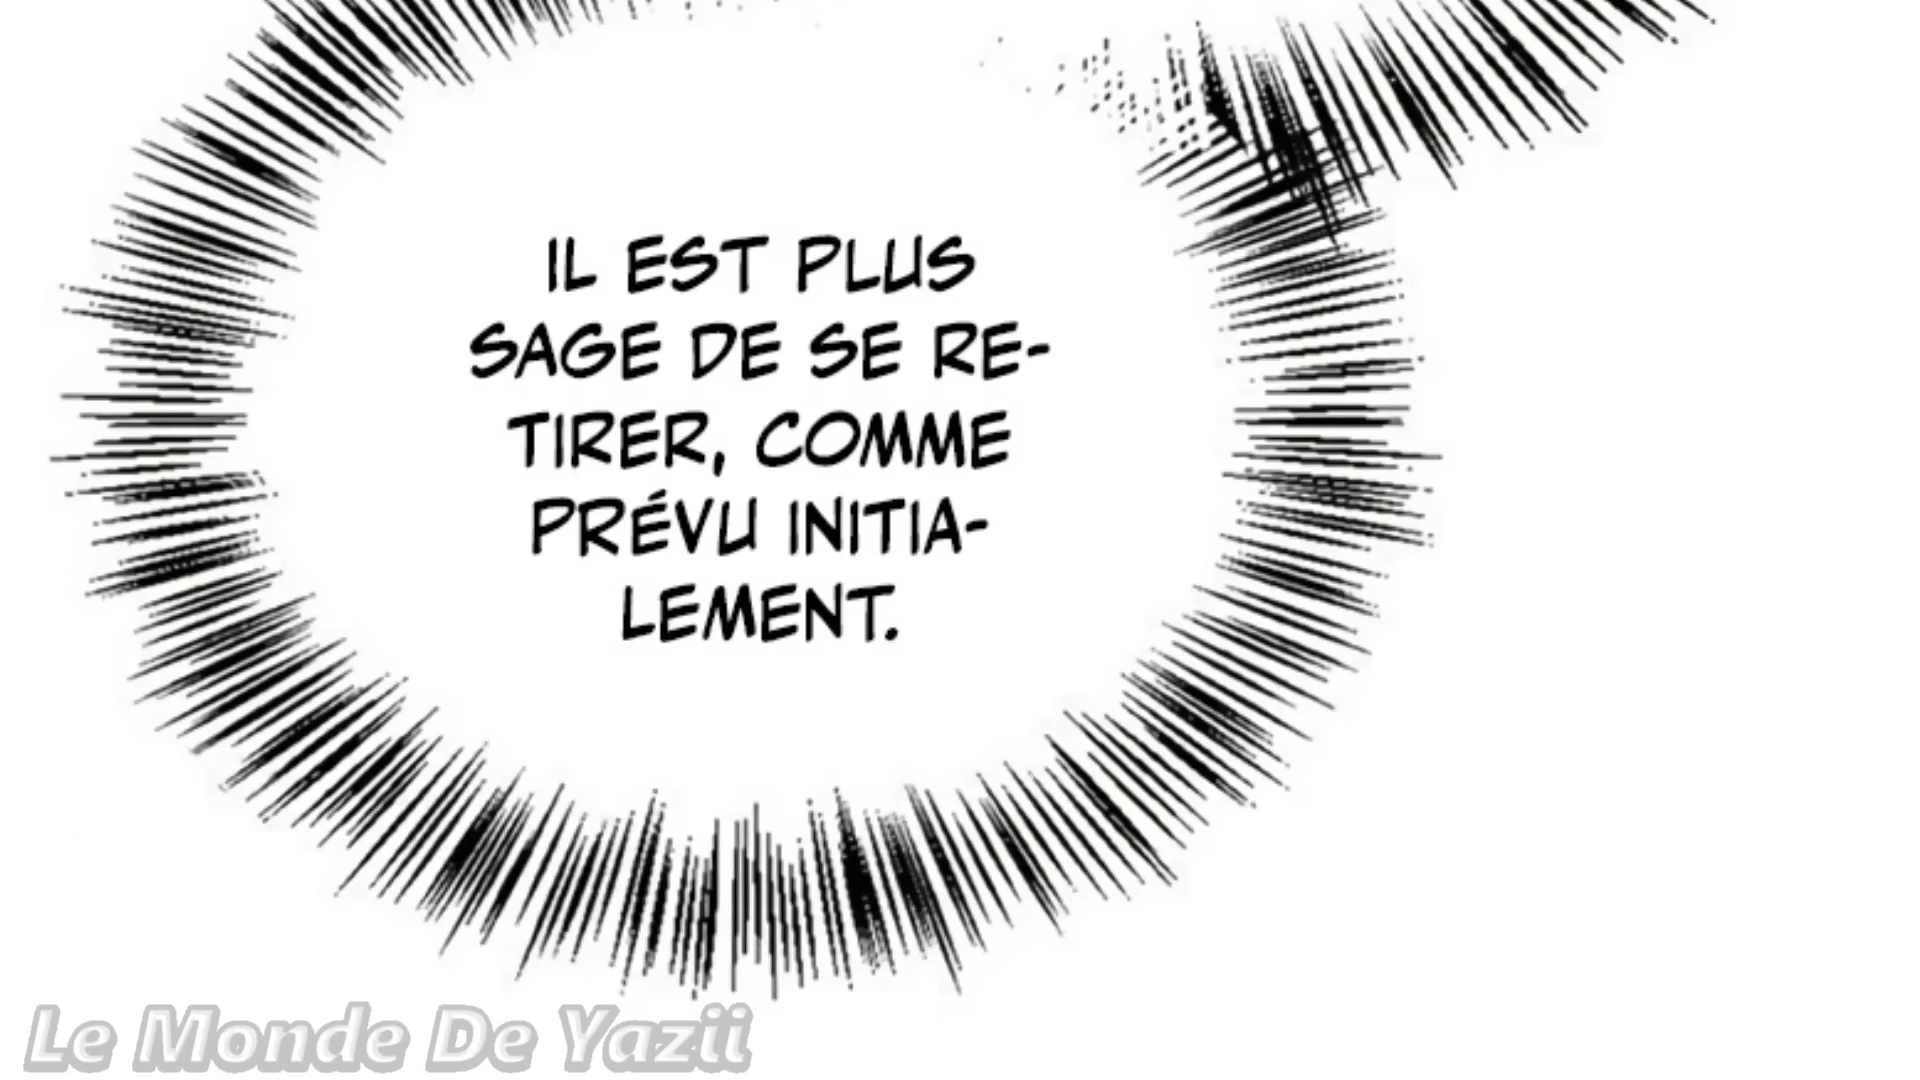 IL EST PLUS
SAGE DE SE RE-
TIRER, COMME
PRÉVU INITIA-
LEMENT.
Le Monde De Yazii